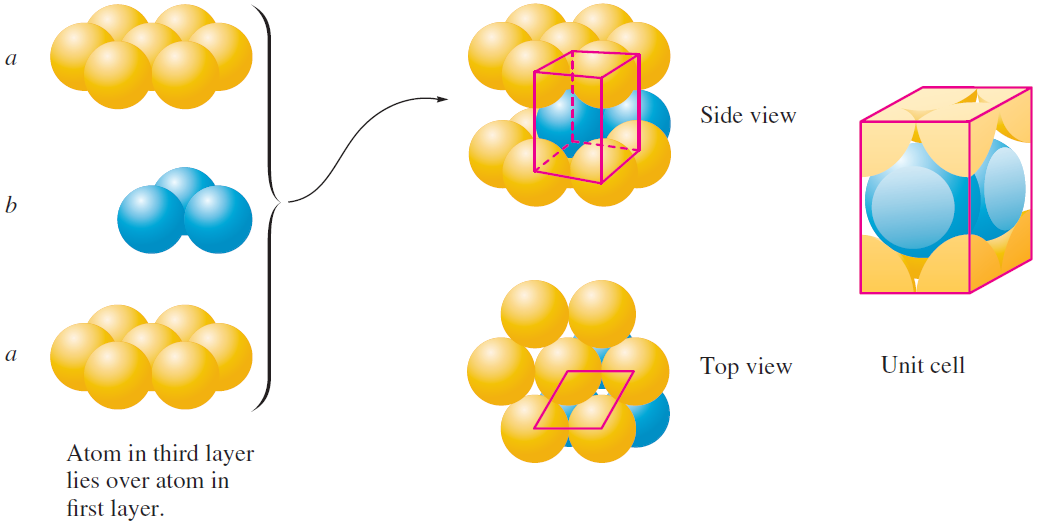 a
b
a
Atom in third layer
lies over atom in
first layer.
Side view
Top view
Unit cell